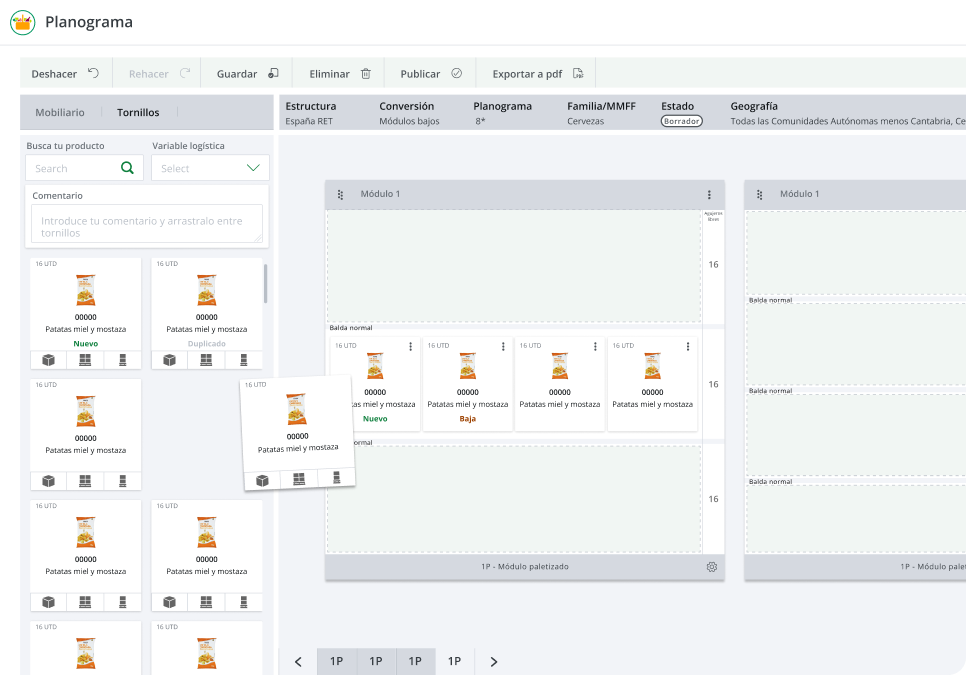 Planograma
Deshacer
Rehacer
Guardar
Eliminar
Publicar
Exportar a pdf
Mobiliario
Tornillos
Estructura
España RET
Conversión
Módulos bajos
Planograma
8*
Familia/MMFF
Cervezas
Estado
Borrador
Geografía
Todas las Comunidades Autónomas menos Cantabria, Ce
Busca tu producto
Search
Variable logística
Select
Comentario
Introduce tu comentario y arrastralo entre
tornillos
16 UTD
00000
Patatas miel y mostaza
Nuevo
16 UTD
00000
Patatas miel y mostaza
Duplicado
16 UTD
00000
Patatas miel y mostaza
16 UTD
00000
Patatas miel y mostaza
16 UTD
00000
Patatas miel y mostaza
16 UTD
00000
Patatas miel y mostaza
16 UTD
16 UTD
Módulo 1
16
Balda normal
16 UTD
00000
as miel y mostaza
Nuevo
16 UTD
00000
Patatas miel y mostaza
Baja
16 UTD
00000
Patatas miel y mostaza
16 UTD
00000
Patatas miel y mostaza
16
ormal
16
1P - Módulo paletizado
Módulo 1
Balda normal
Balda normal
Balda normal
1P - Módulo palet
1P
1P
1P
1P